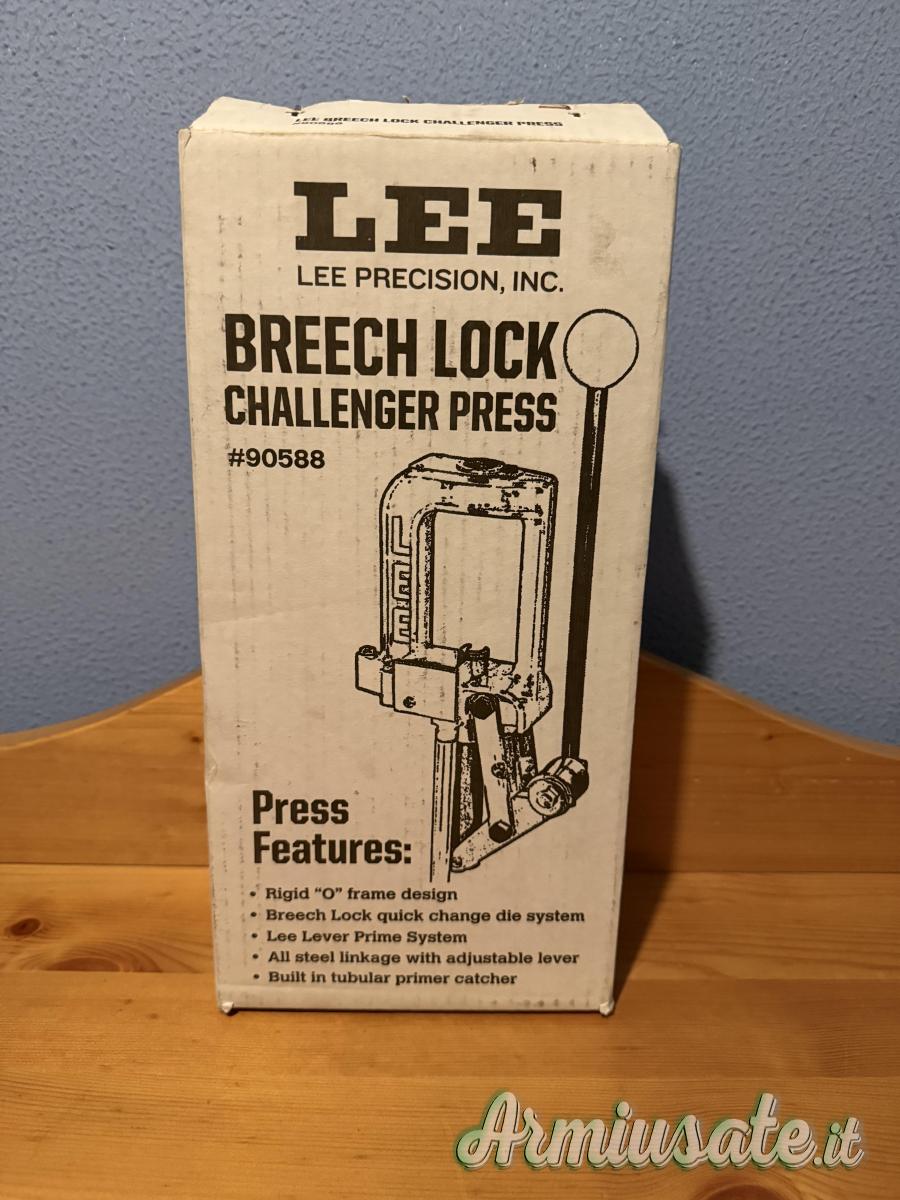 LEE BREECH LOCK CHALLENGER PRESS
LEE
LEE PRECISION, INC.
BREECH LOCK
CHALLENGER PRESS
#90588
LEE
Press
Features:
• Rigid “O” frame design
• Breech Lock quick change die system
• Lee Lever Prime System
• All steel linkage with adjustable lever
• Built in tubular primer catcher
Armiusate.it